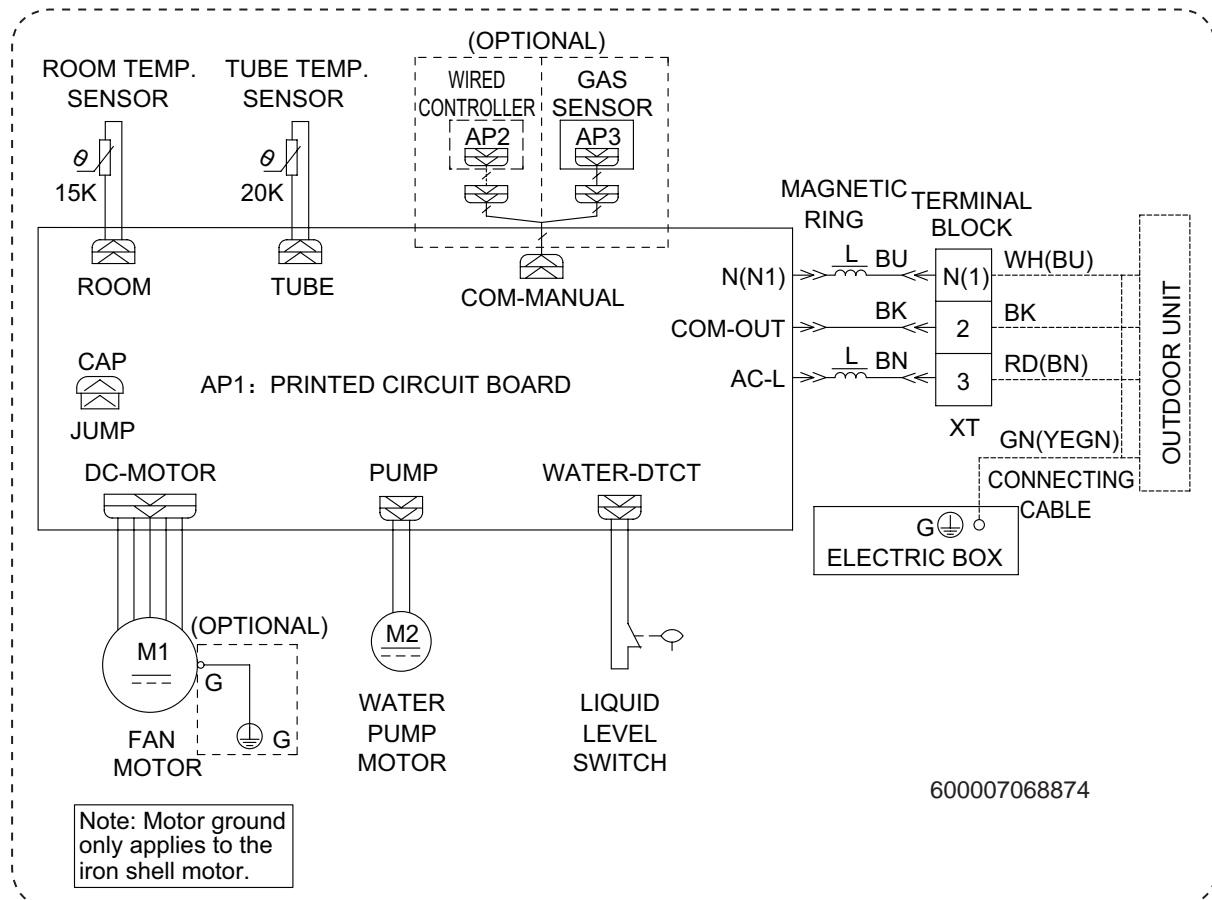 (OPTIONAL)
ROOM TEMP.
SENSOR
TUBE TEMP.
SENSOR
WIRED
CONTROLLER
GAS
SENSOR
AP2
AP3
θ
15K
θ
20K
MAGNETIC
RING
TERMINAL
BLOCK
ROOM
TUBE
COM-MANUAL
N(N1)
L
BU
N(1)
WH(BU)
COM-OUT
BK
2
BK
AC-L
L
BN
3
RD(BN)
XT
OUTDOOR UNIT
CAP
JUMP
AP1: PRINTED CIRCUIT BOARD
GN(YEGN)
CONNECTING
CABLE
DC-MOTOR
PUMP
WATER-DTCT
G
ELECTRIC BOX
(OPTIONAL)
M1
G
G
M2
FAN
MOTOR
WATER
PUMP
MOTOR
LIQUID
LEVEL
SWITCH
600007068874
Note: Motor ground
only applies to the
iron shell motor.